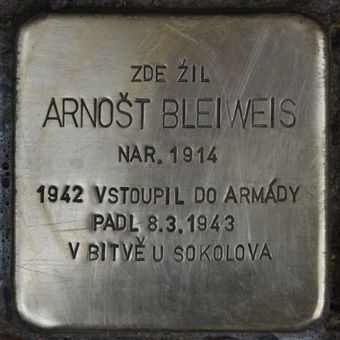 ZDE ŽIL
ARNOŠT BLEIWEIS
NAR. 1914
1942 VSTOUPIL DO ARMÁDY
PADL 8.3.1943
V BITVĚ U SOKOLOVA